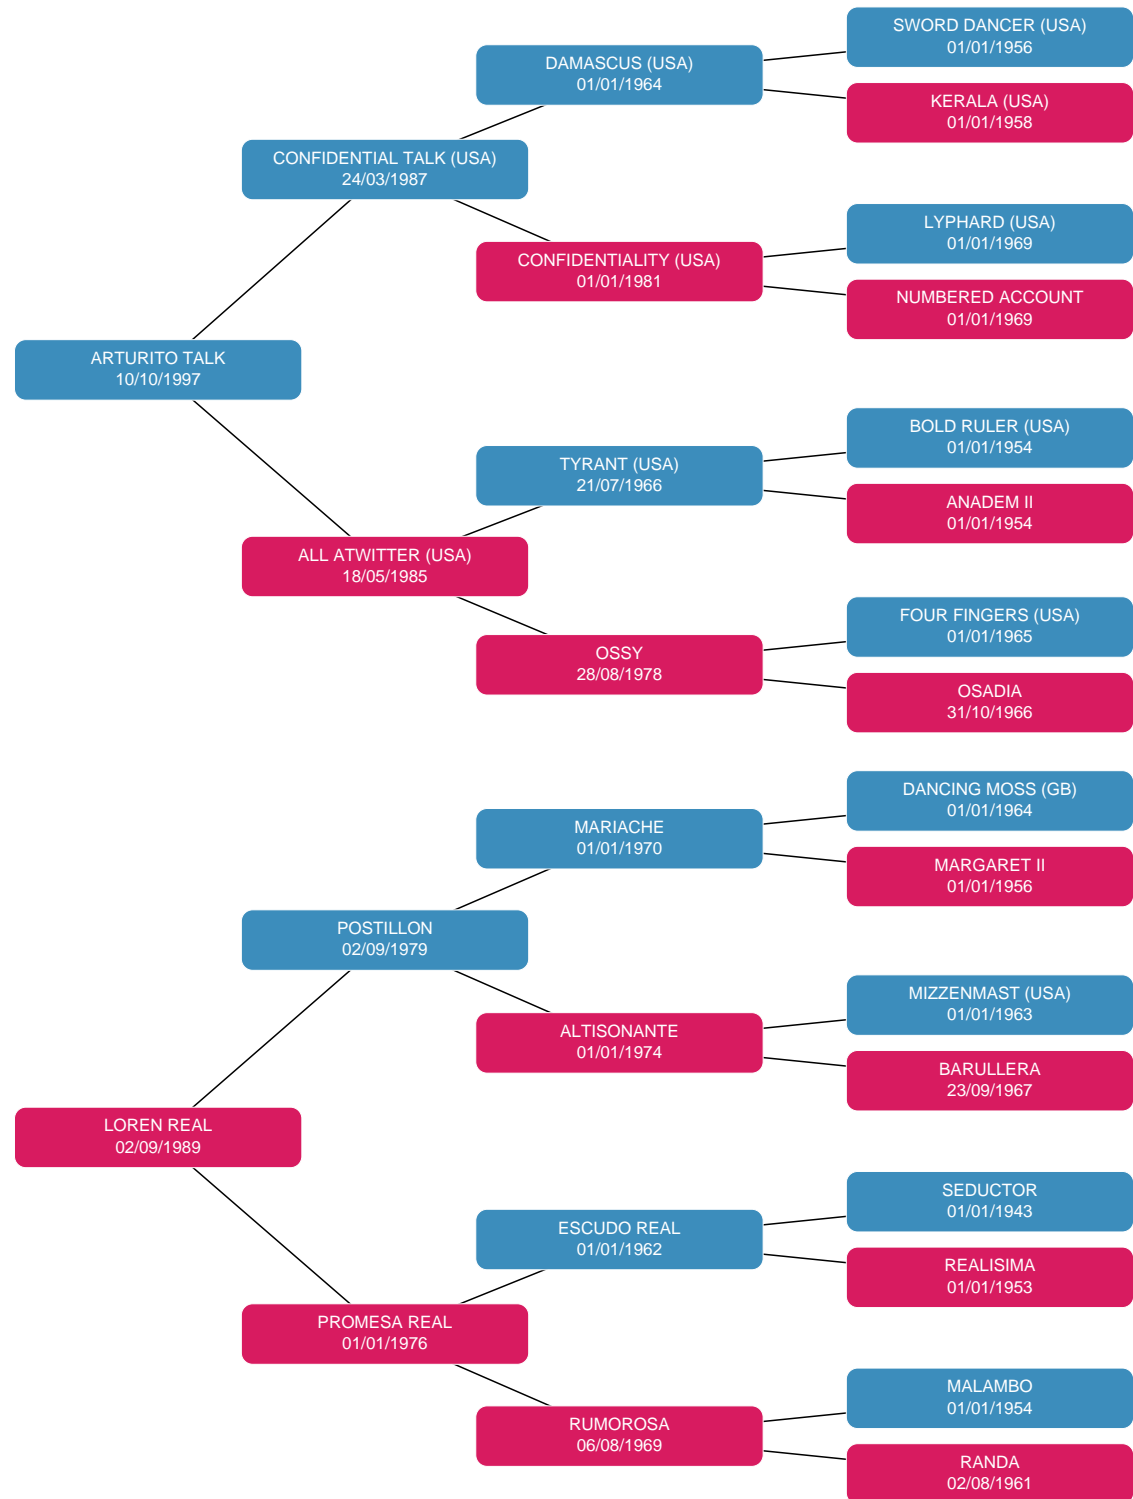 SWORD DANCER (USA)
01/01/1956
DAMASCUS (USA)
01/01/1964
KERALA (USA)
01/01/1958
CONFIDENTIAL TALK (USA)
24/03/1987
LYPHARD (USA)
01/01/1969
CONFIDENTIALITY (USA)
01/01/1981
NUMBERED ACCOUNT
01/01/1969
ARTURITO TALK
10/10/1997
BOLD RULER (USA)
01/01/1954
TYRANT (USA)
21/07/1966
ANADEM II
01/01/1954
ALL ATWITTER (USA)
18/05/1985
FOUR FINGERS (USA)
01/01/1965
OSSY
28/08/1978
OSADIA
31/10/1966
DANCING MOSS (GB)
01/01/1964
MARIACHE
01/01/1970
MARGARET II
01/01/1956
POSTILLON
02/09/1979
MIZZENMAST (USA)
01/01/1963
ALTISONANTE
01/01/1974
BARULLERA
23/09/1967
LOREN REAL
02/09/1989
SEDUCTOR
01/01/1943
ESCUDO REAL
01/01/1962
REALISIMA
01/01/1953
PROMESA REAL
01/01/1976
MALAMBO
01/01/1954
RUMOROSA
06/08/1969
RANDA
02/08/1961